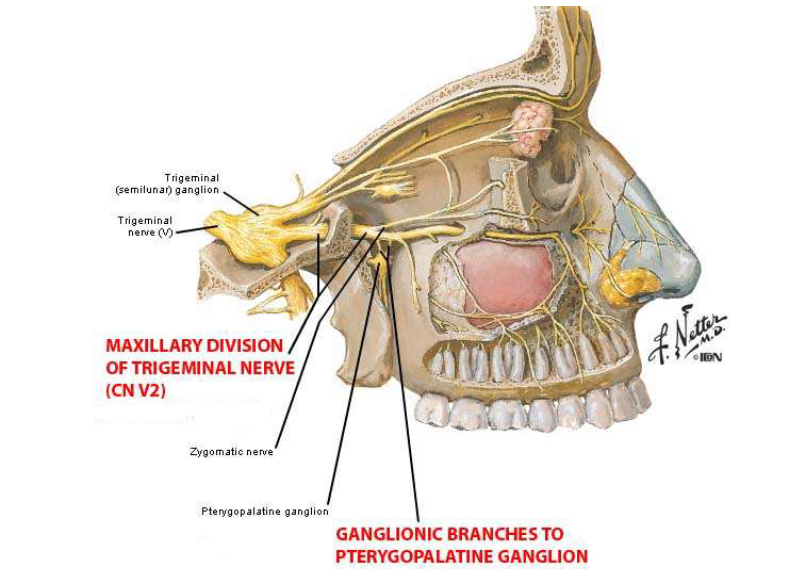 Trigeminal
(semilunar) ganglion
Trigeminal
nerve (V)
MAXILLARY DIVISION
OF TRIGEMINAL NERVE
(CN V2)
Zygomatic nerve
Pterygopalatine ganglion
GANGLIONIC BRANCHES TO
PTERYGOPALATINE GANGLION
F. Netter
M.D.
© ICON